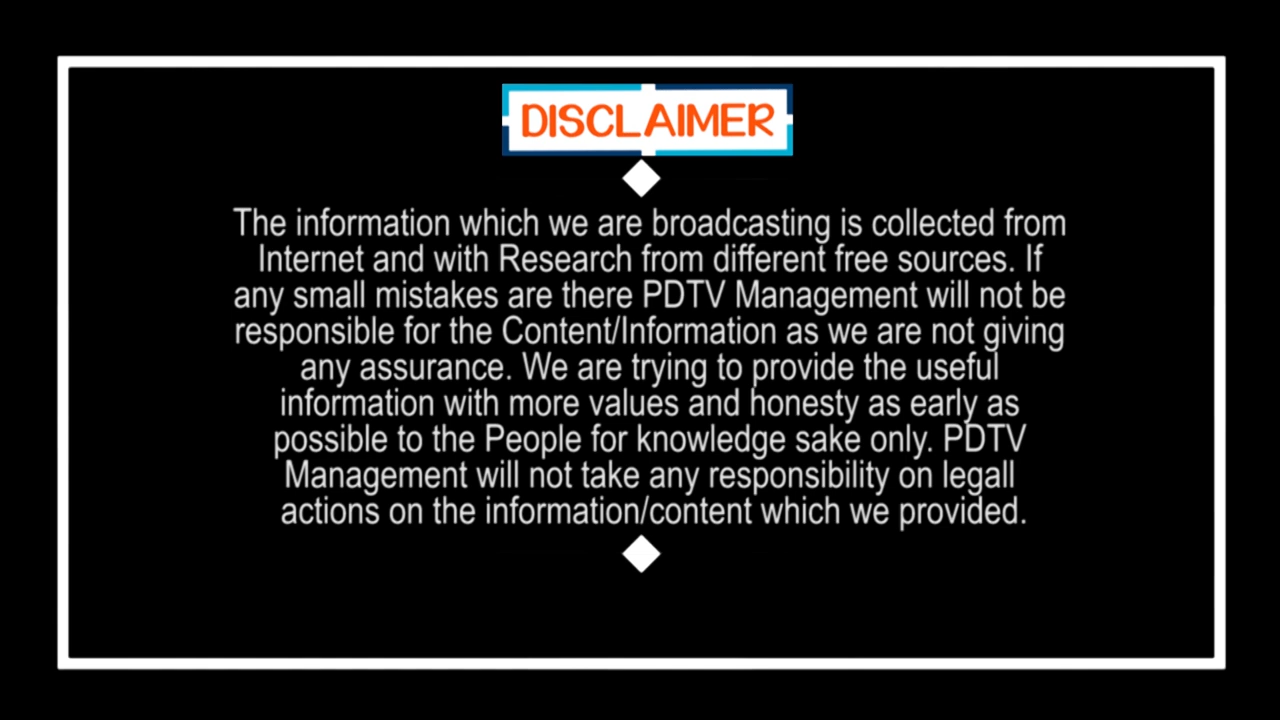 DISCLAIMER
The information which we are broadcasting is collected from
Internet and with Research from different free sources. If
any small mistakes are there PDTV Management will not be
responsible for the Content/Information as we are not giving
any assurance. We are trying to provide the useful
information with more values and honesty as early as
possible to the People for knowledge sake only. PDTV
Management will not take any responsibility on legall
actions on the information/content which we provided.